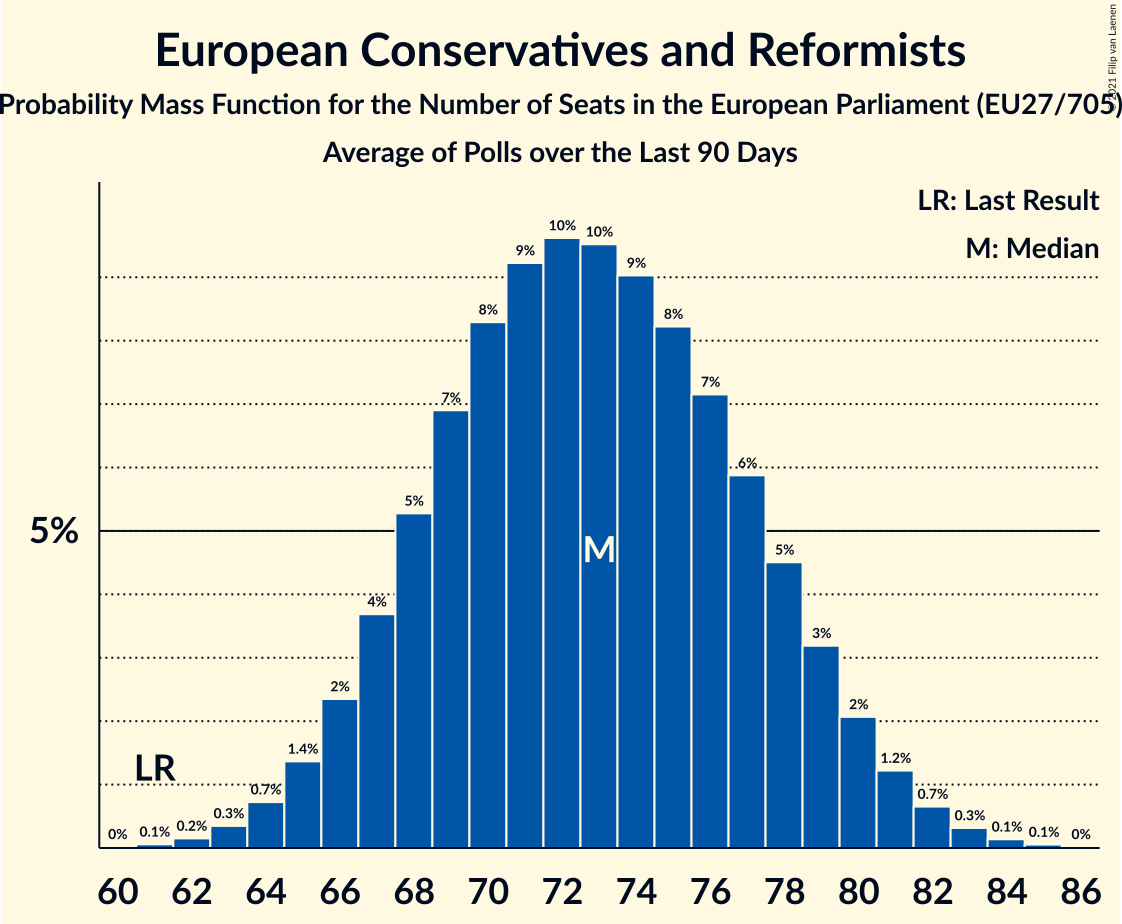 ©2021 Filip van Laenen
European Conservatives and Reformists
Probability Mass Function for the Number of Seats in the European Parliament (EU27/705)
Average of Polls over the Last 90 Days
LR: Last Result
M: Median
5%
LR
M
0% 0.1% 0.2% 0.3% 0.7% 1.4% 2% 4% 5% 7% 8% 9% 10% 10% 9% 8% 7% 6% 5% 3% 2% 1.2% 0.7% 0.3% 0.1% 0.1% 0%
60 62 64 66 68 70 72 74 76 78 80 82 84 86